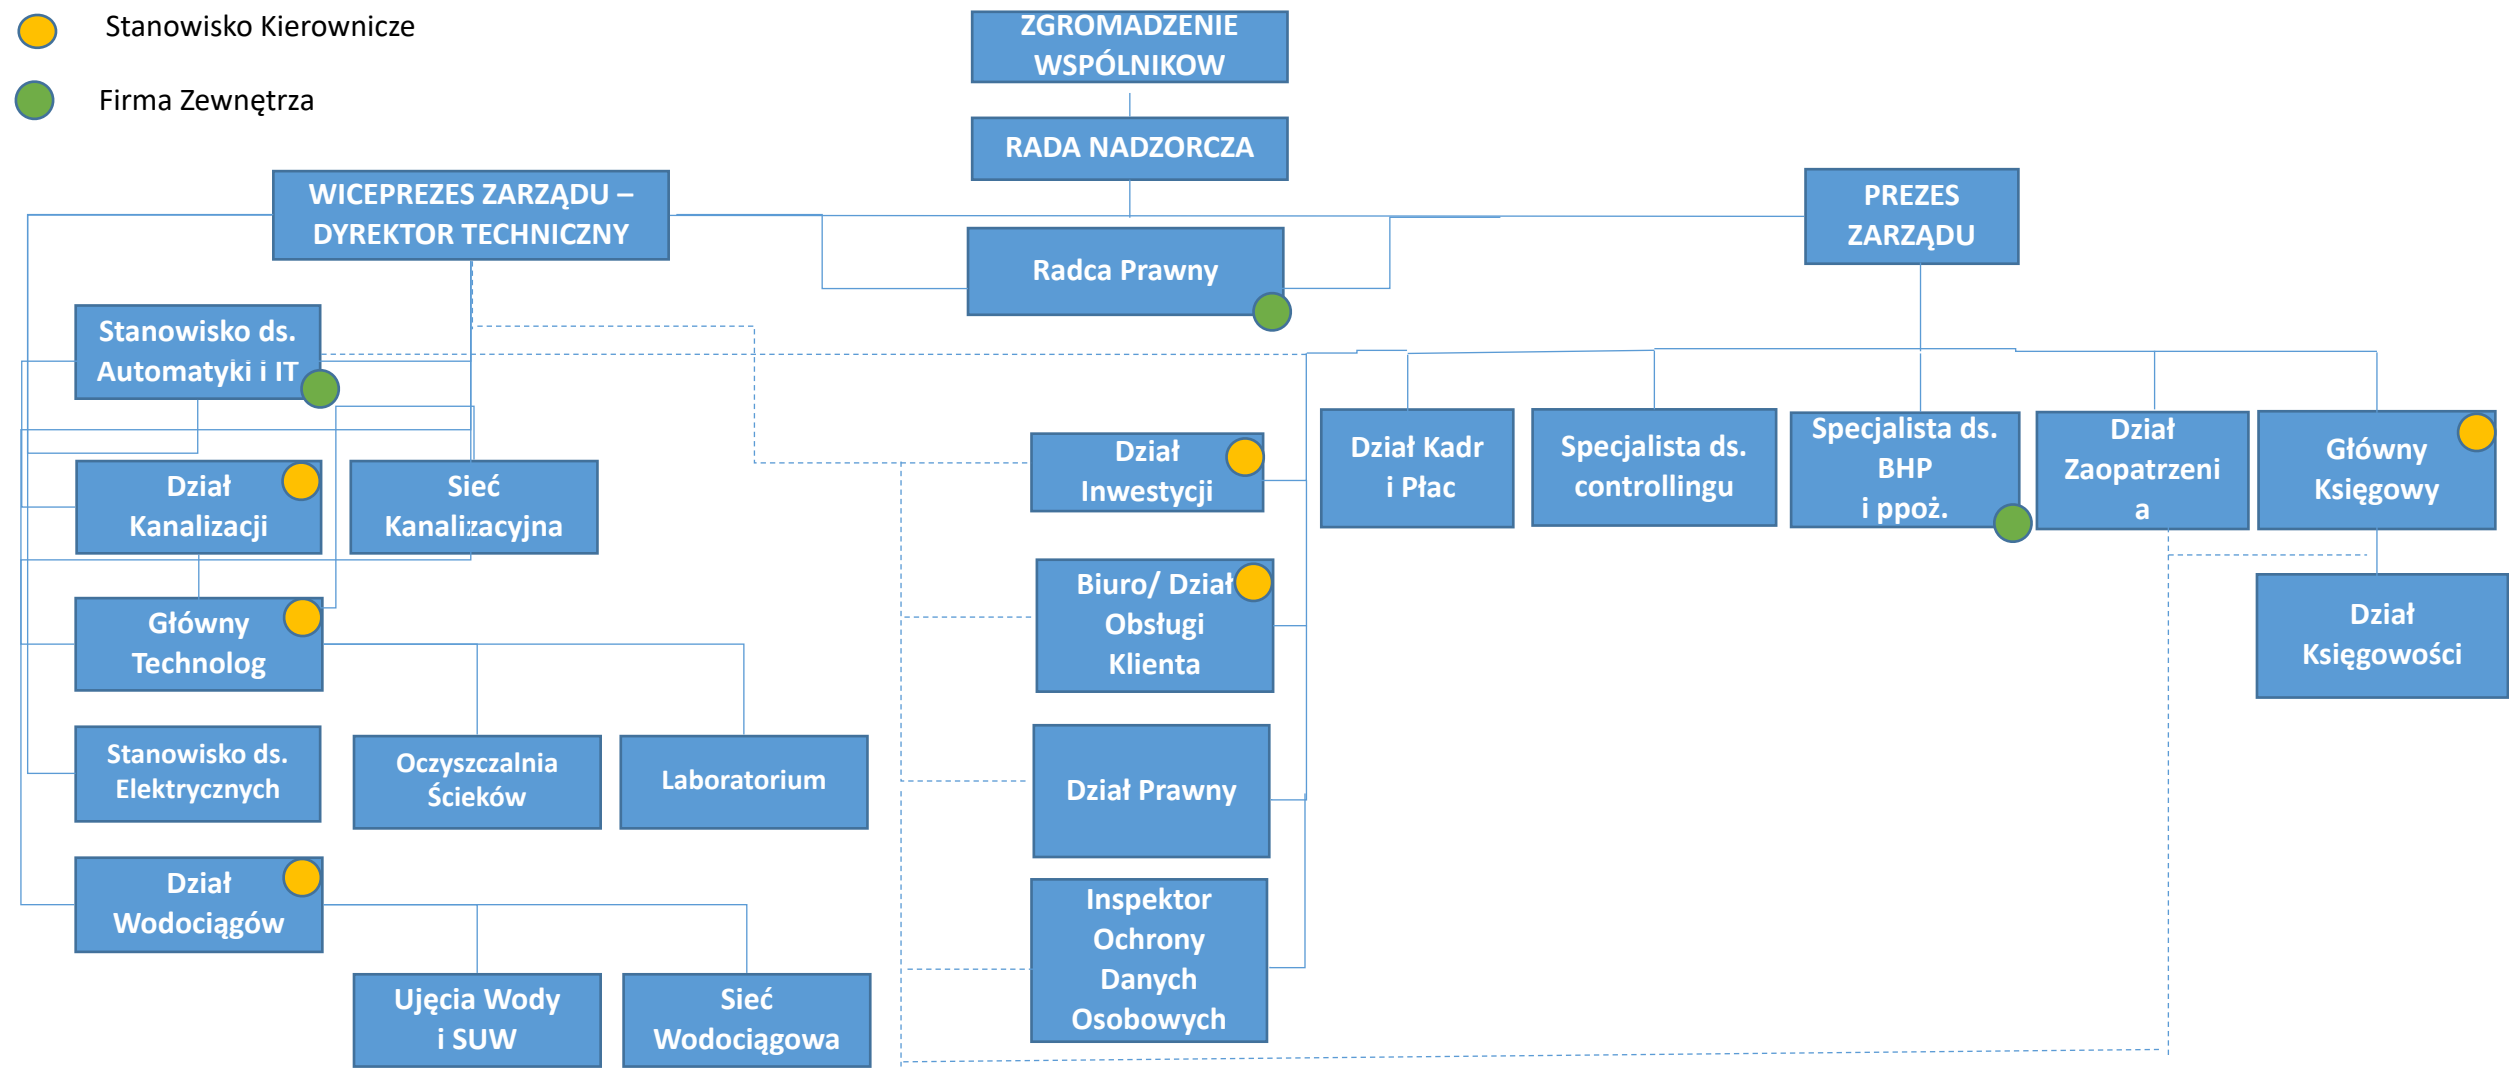 Stanowisko Kierownicze
Firma Zewnętrza
ZGROMADZENIE
WSPÓLNIKOW
RADA NADZORCZA
WICEPREZES ZARZĄDU –
DYREKTOR TECHNICZNY
PREZES
ZARZĄDU
Radca Prawny
Stanowisko ds.
Automatyki i IT
Dział
Kanalizacji
Sieć
Kanalizacyjna
Dział
Inwestycji
Dział Kadr
i Płac
Specjalista ds.
controllingu
Specjalista ds.
BHP
i ppoż.
Dział
Zaopatrzeni
a
Główny
Księgowy
Biuro/ Dział
Obsługi
Klienta
Dział
Księgowości
Główny
Technolog
Stanowisko ds.
Elektrycznych
Oczyszczalnia
Ścieków
Laboratorium
Dział Prawny
Dział
Wodociągów
Inspektor
Ochrony
Danych
Osobowych
Ujęcia Wody
i SUW
Sieć
Wodociągowa